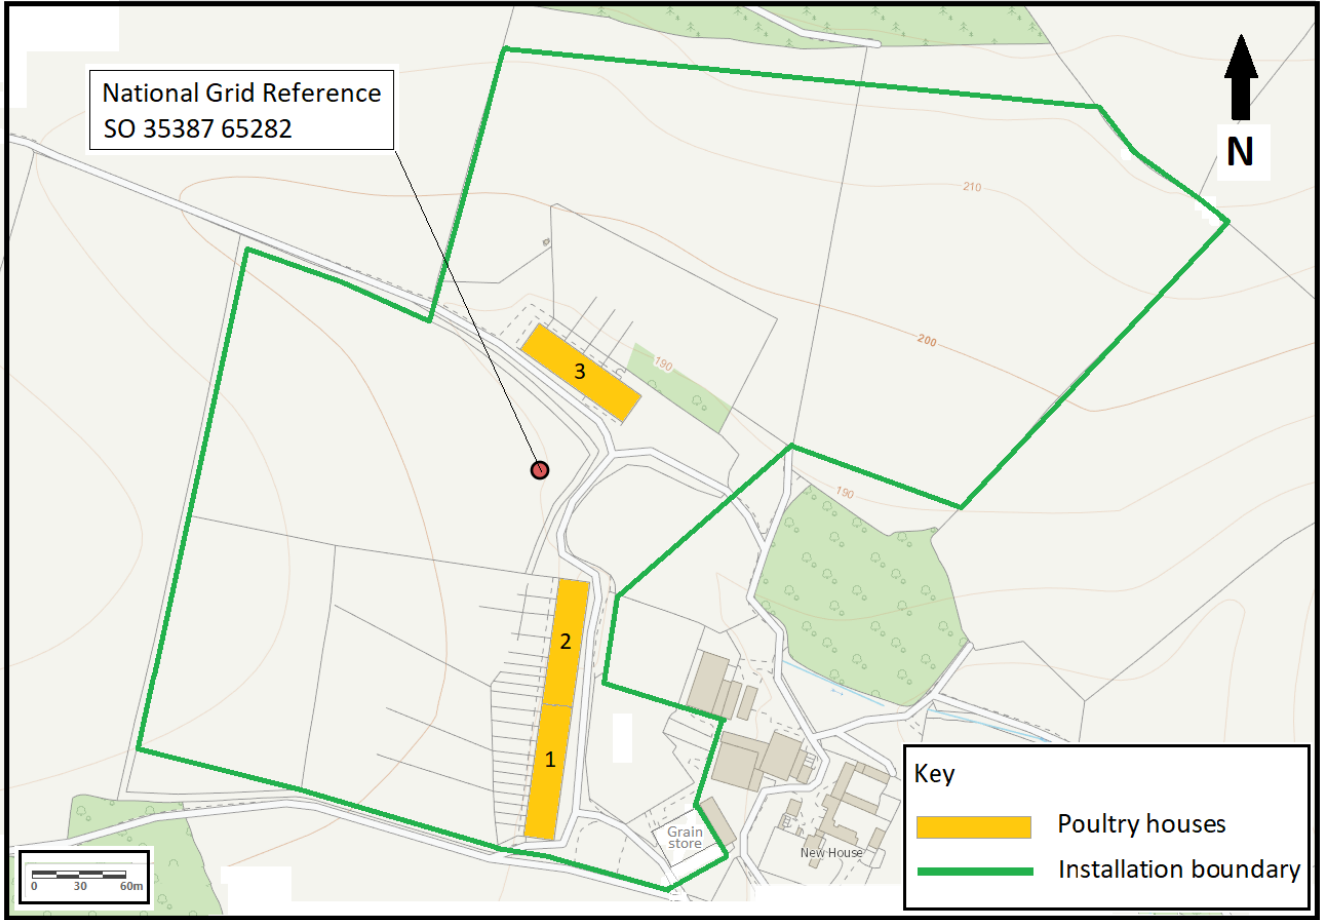 National Grid Reference
SO 35387 65282
N
210
200
190
3
190
2
1
Grain
store
New House
Key
Poultry houses
Installation boundary
0 30 60m